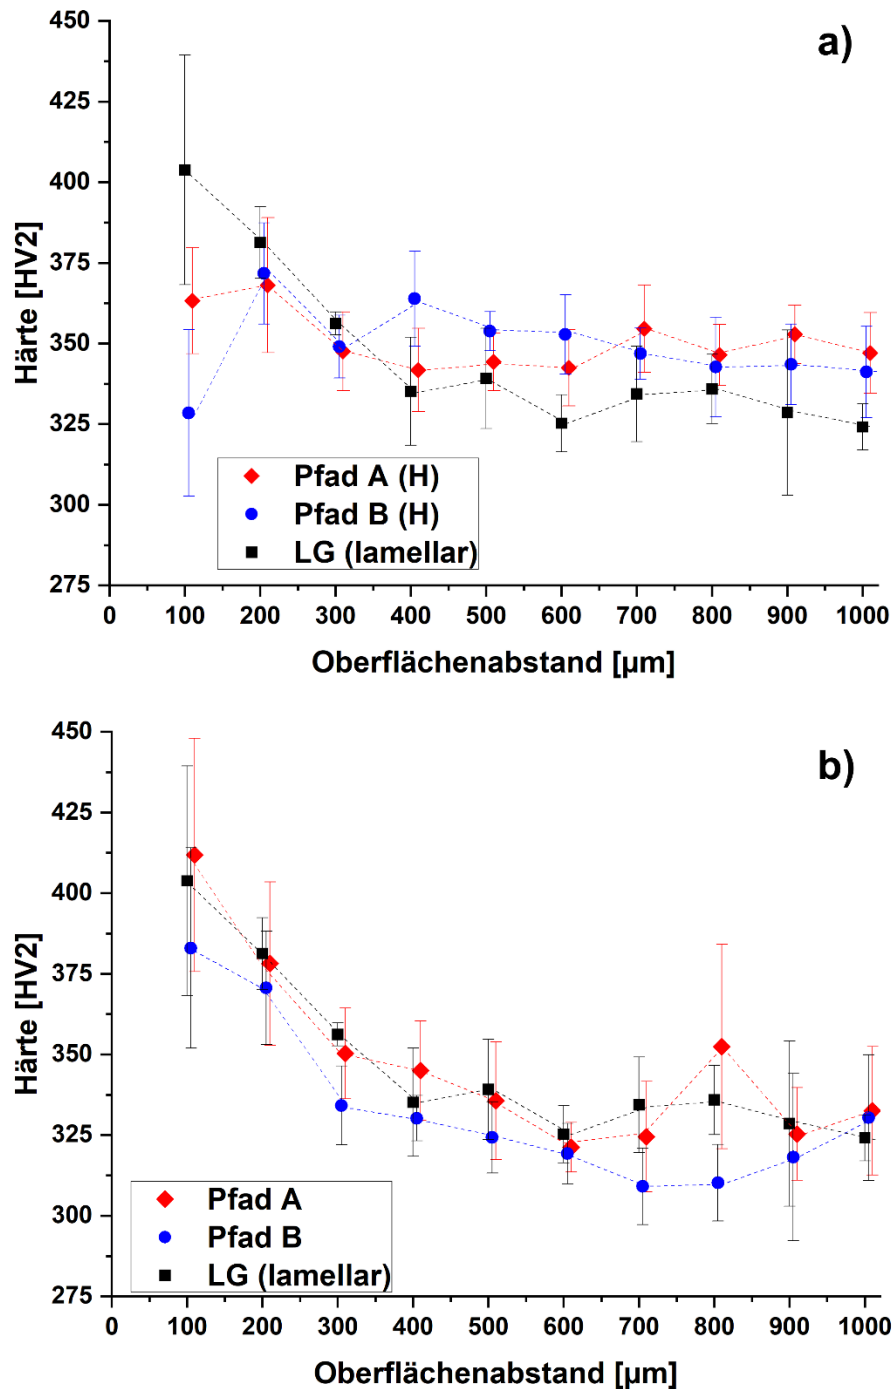 450
a)
425
400
375
350
325
300
275
Härte [HV2]
Pfad A (H)
Pfad B (H)
LG (lamellar)
0 100 200 300 400 500 600 700 800 900 1000
Oberflächenabstand [µm]
450
b)
425
400
375
350
325
300
275
Härte [HV2]
Pfad A
Pfad B
LG (lamellar)
0 100 200 300 400 500 600 700 800 900 1000
Oberflächenabstand [µm]